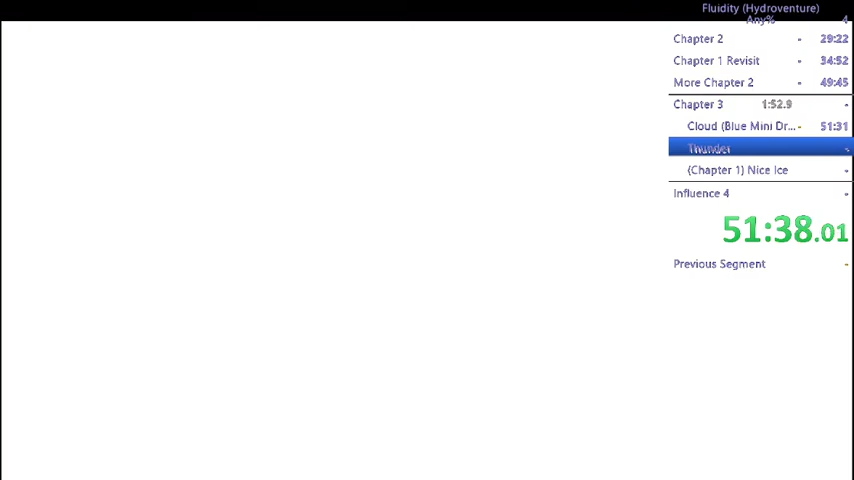 Fluidity (Hydroventure)
Any% 4
Chapter 2 - 29:22
Chapter 1 Revisit - 34:52
More Chapter 2 - 49:45
Chapter 3 1:52.9 -
Cloud (Blue Mini Dr...- 51:31
Thunder -
(Chapter 1) Nice Ice -
Influence 4 -
51:38.01
Previous Segment -